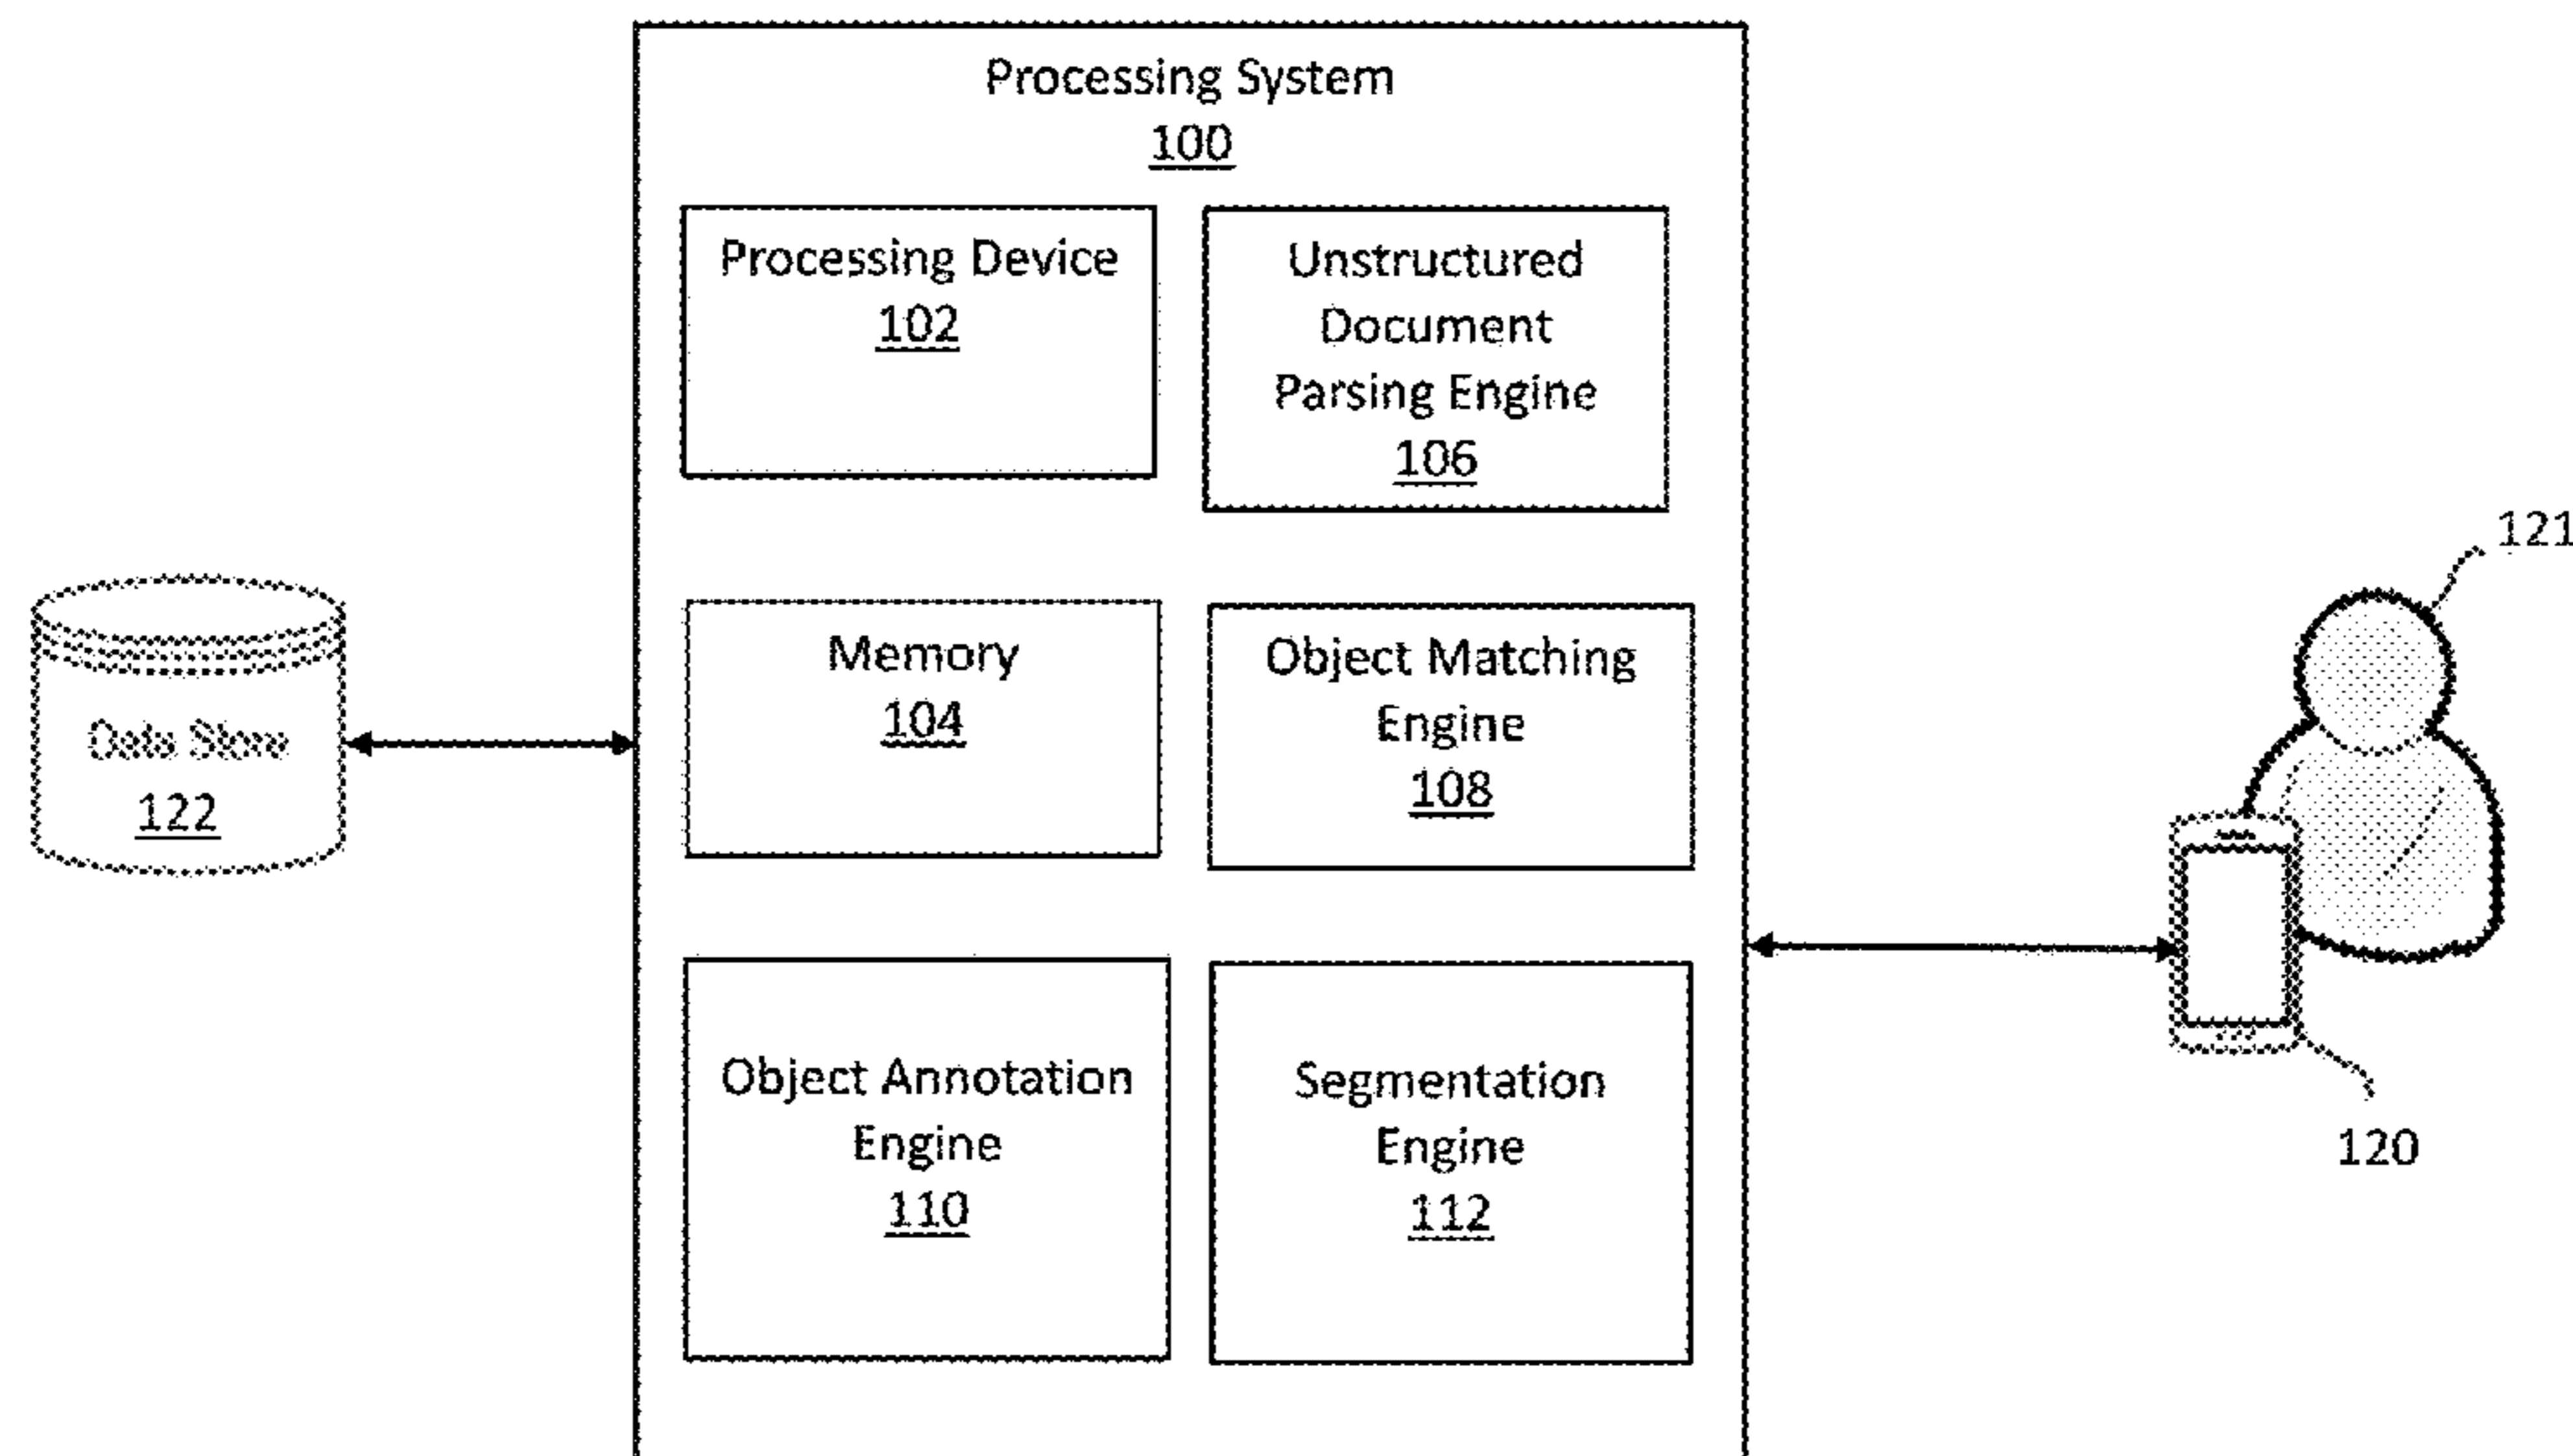 Processing System
100
Processing Device
102
Unstructured
Document
Parsing Engine
106
Memory
104
Object Matching
Engine
108
Object Annotation
Engine
110
Segmentation
Engine
112
Data Store
122
121
120